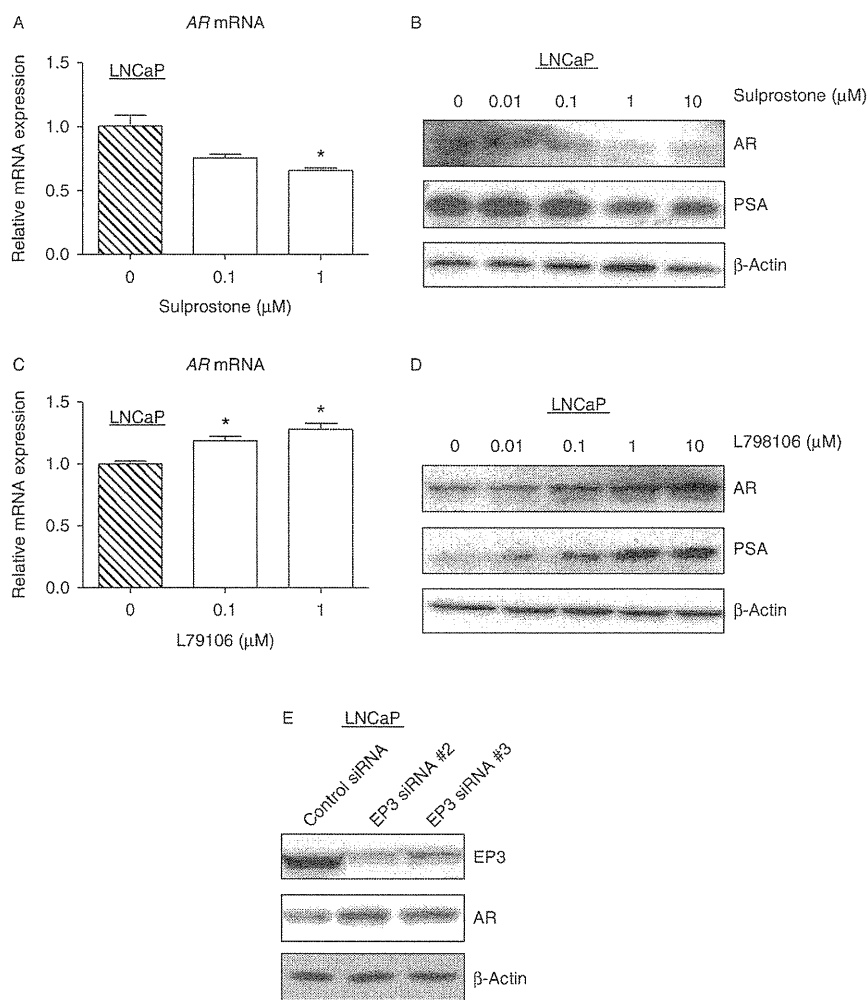 A
AR mRNA
Relative mRNA expression
1.5
1.0
0.5
0.0
LNCaP
*
0
0.1
1
Sulprostone (μM)
B
LNCaP
0 0.01 0.1 1 10 Sulprostone (μM)
AR
PSA
β-Actin
C
AR mRNA
Relative mRNA expression
1.5
1.0
0.5
0.0
LNCaP
*
*
0
0.1
1
L79106 (μM)
D
LNCaP
0 0.01 0.1 1 10 L798106 (μM)
AR
PSA
β-Actin
E
LNCaP
Control siRNA
EP3 siRNA #2
EP3 siRNA #3
EP3
AR
β-Actin